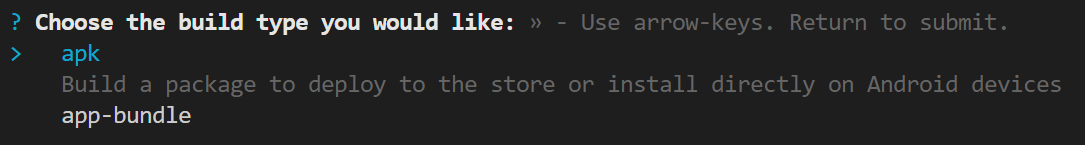 ? Choose the build type you would like: » - Use arrow-keys. Return to submit.
> apk
Build a package to deploy to the store or install directly on Android devices
app-bundle